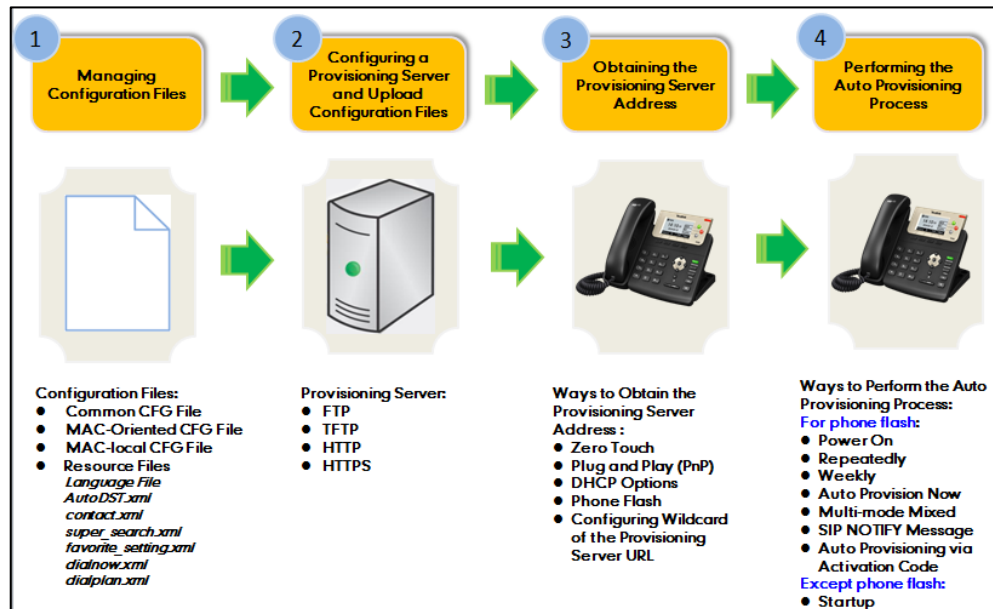 1
Managing
Configuration Files
2
Configuring a
Provisioning Server
and Upload
Configuration Files
3
Obtaining the
Provisioning Server
Address
4
Performing the
Auto Provisioning
Process
Configuration Files:
● Common CFG File
● MAC-Oriented CFG File
● MAC-local CFG File
● Resource Files
Language File
AutoDST.xml
contact.xml
super_search.xml
favorite_setting.xml
dialnow.xml
dialplan.xml
Provisioning Server:
● FTP
● TFTP
● HTTP
● HTTPS
Ways to Obtain the
Provisioning Server
Address :
● Zero Touch
● Plug and Play (PnP)
● DHCP Options
● Phone Flash
● Configuring Wildcard
of the Provisioning
Server URL
Ways to Perform the Auto
Provisioning Process:
For phone flash:
● Power On
● Repeatedly
● Weekly
● Auto Provision Now
● Multi-mode Mixed
● SIP NOTIFY Message
● Auto Provisioning via
Activation Code
Except phone flash:
● Startup